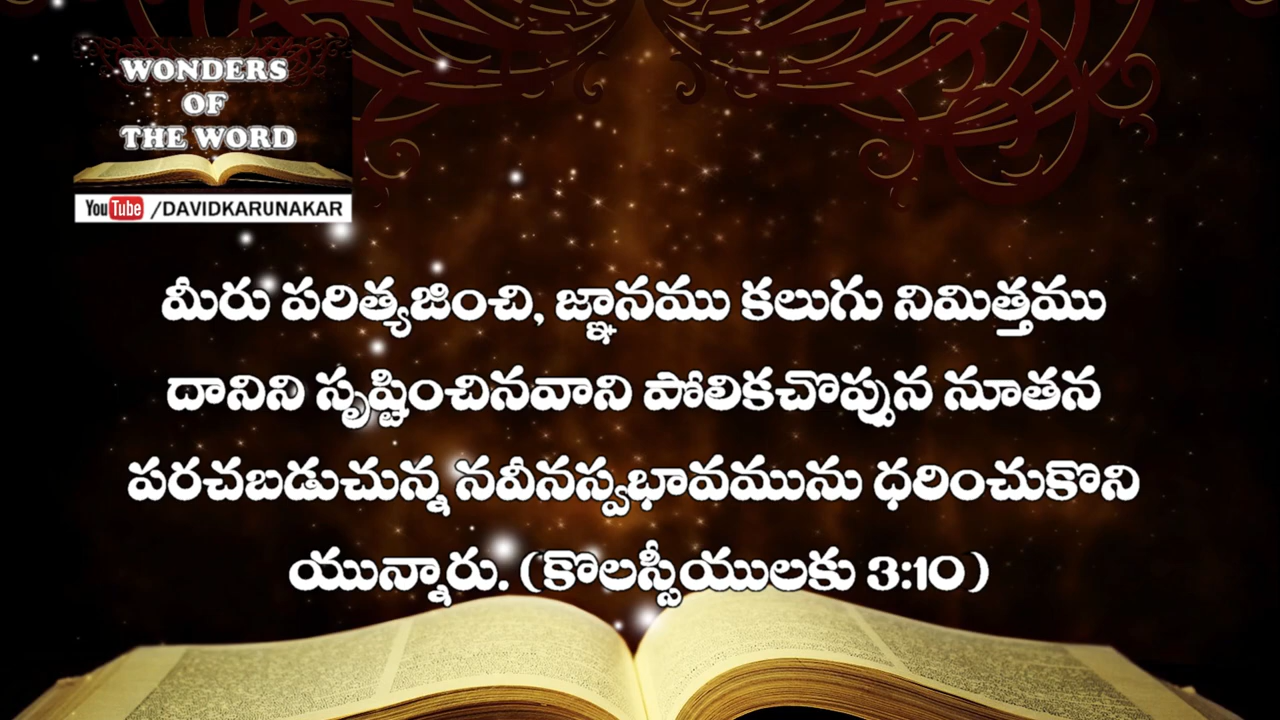 WONDERS
OF
THE WORD
YouTube /DAVIDKARUNAKAR
మీరు పరిత్యజించి, జ్ఞానము కలుగు నిమిత్తము
దానిని సృష్టించినవాని పోలికచొప్పున నూతన
పరచబడుచున్న నవీనస్వభావమును ధరించుకొని
యున్నారు. (కొలస్సీయులకు 3:10)